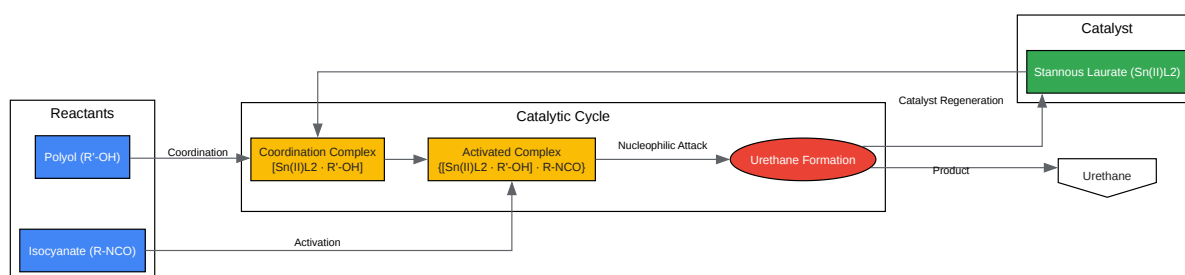 Catalyst
Stannous Laurate (Sn(II)L2)
Catalyst Regeneration
Reactants
Polyol (R'-OH)
Isocyanate (R-NCO)
Coordination
Activation
Catalytic Cycle
Coordination Complex
[Sn(II)L2 · R'-OH]
Activated Complex
{[Sn(II)L2 · R'-OH] · R-NCO}
Nucleophilic Attack
Urethane Formation
Product
Urethane